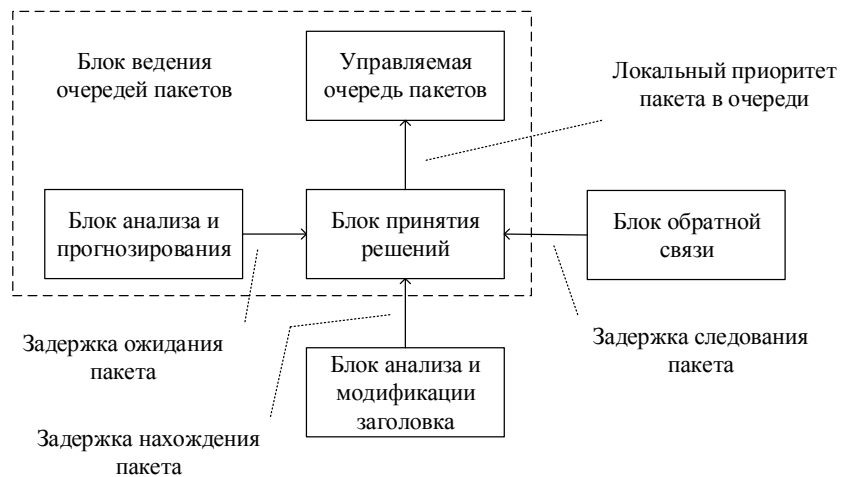 Блок ведения
очередей пакетов
Управляемая
очередь пакетов
Локальный приоритет
пакета в очереди
Блок анализа и
прогнозирования
Блок принятия
решений
Блок обратной
связи
Задержка ожидания
пакета
Блок анализа и
модификации
заголовка
Задержка следования
пакета
Задержка нахождения
пакета